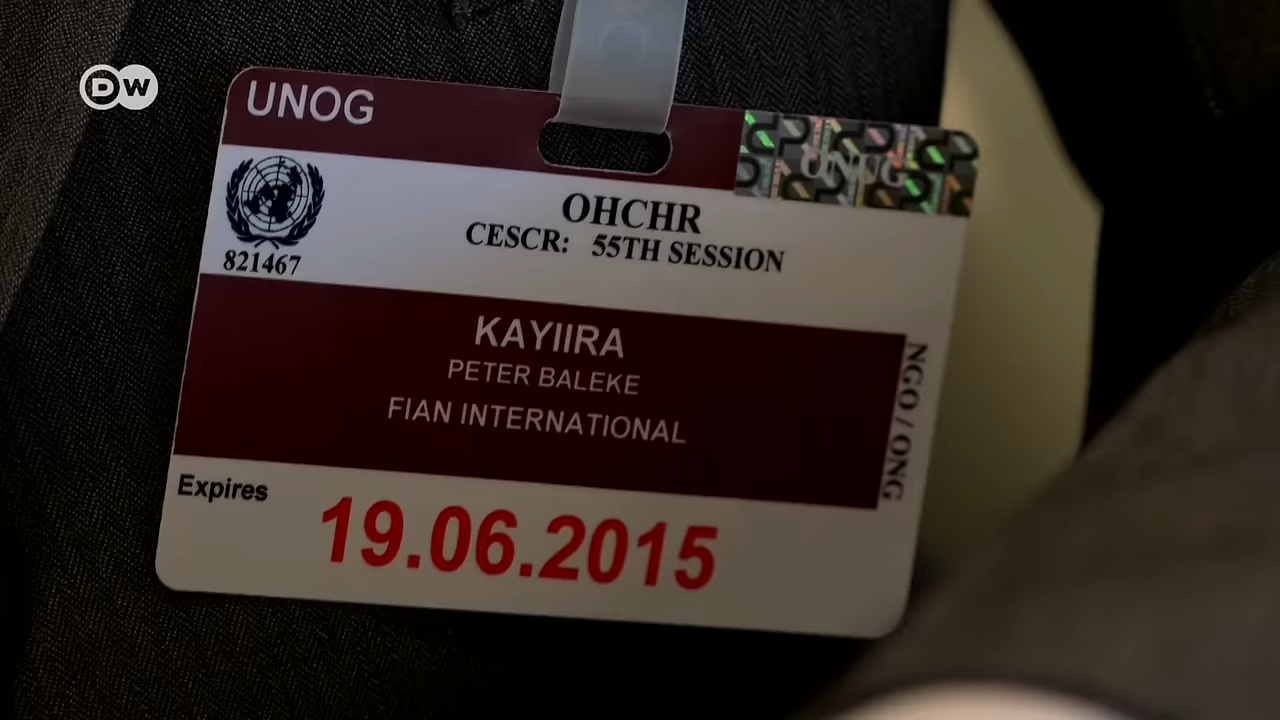 DW
UNOG
UNOG
OHCHR
CESCR: 55TH SESSION
821467
KAYIIRA
PETER BALEKE
FIAN INTERNATIONAL
NGO / ONG
Expires
19.06.2015